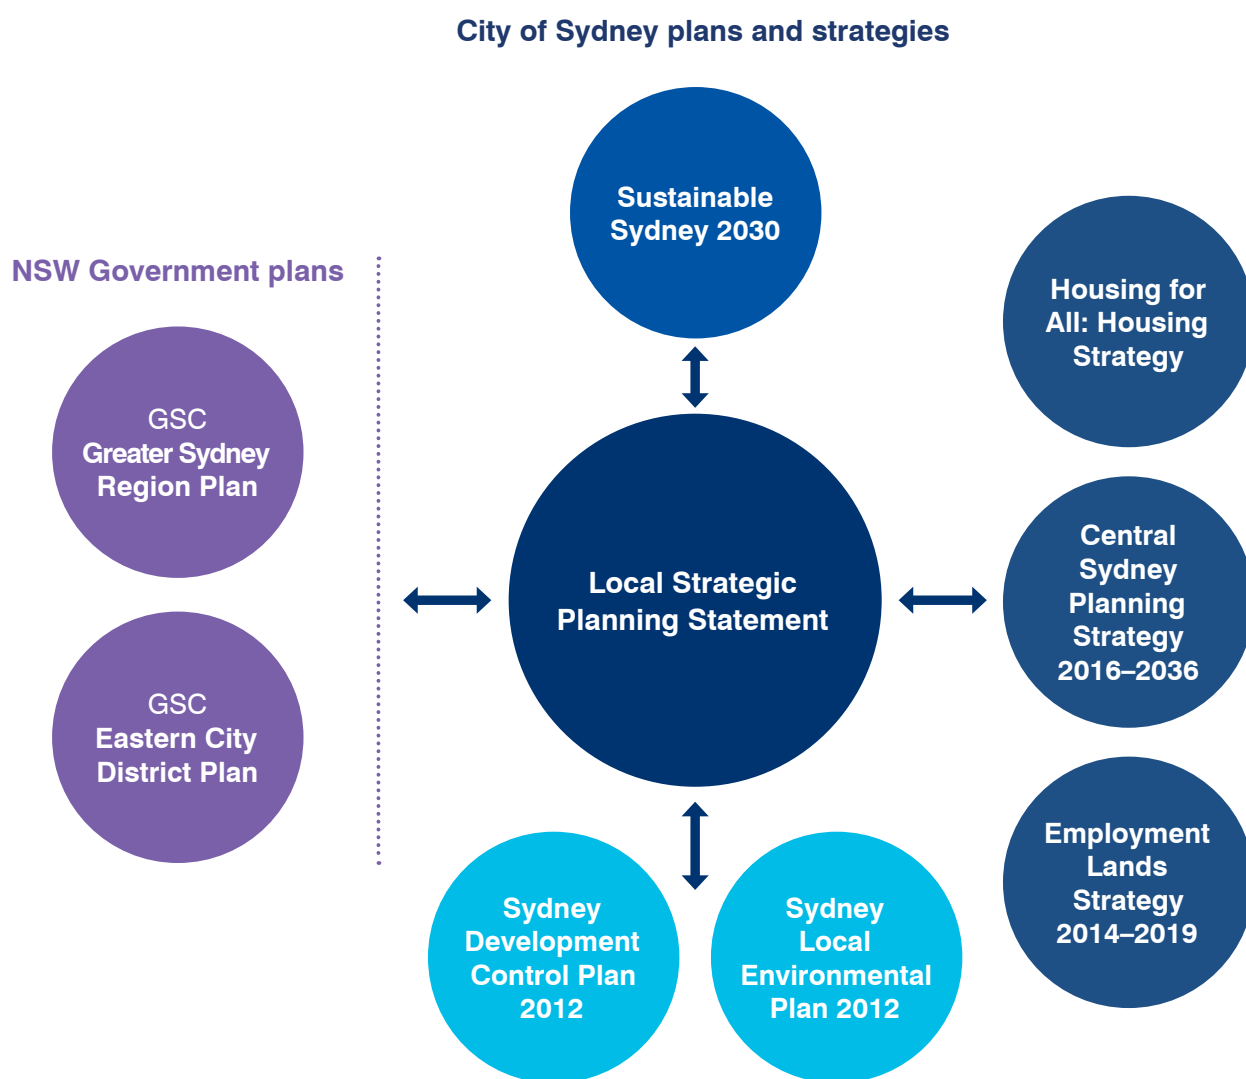 City of Sydney plans and strategies
NSW Government plans
GSC
Greater Sydney
Region Plan
GSC
Eastern City
District Plan
Sustainable
Sydney 2030
Local Strategic
Planning Statement
Sydney
Development
Control Plan
2012
Sydney
Local
Environmental
Plan 2012
Housing for
All: Housing
Strategy
Central
Sydney
Planning
Strategy
2016–2036
Employment
Lands
Strategy
2014–2019